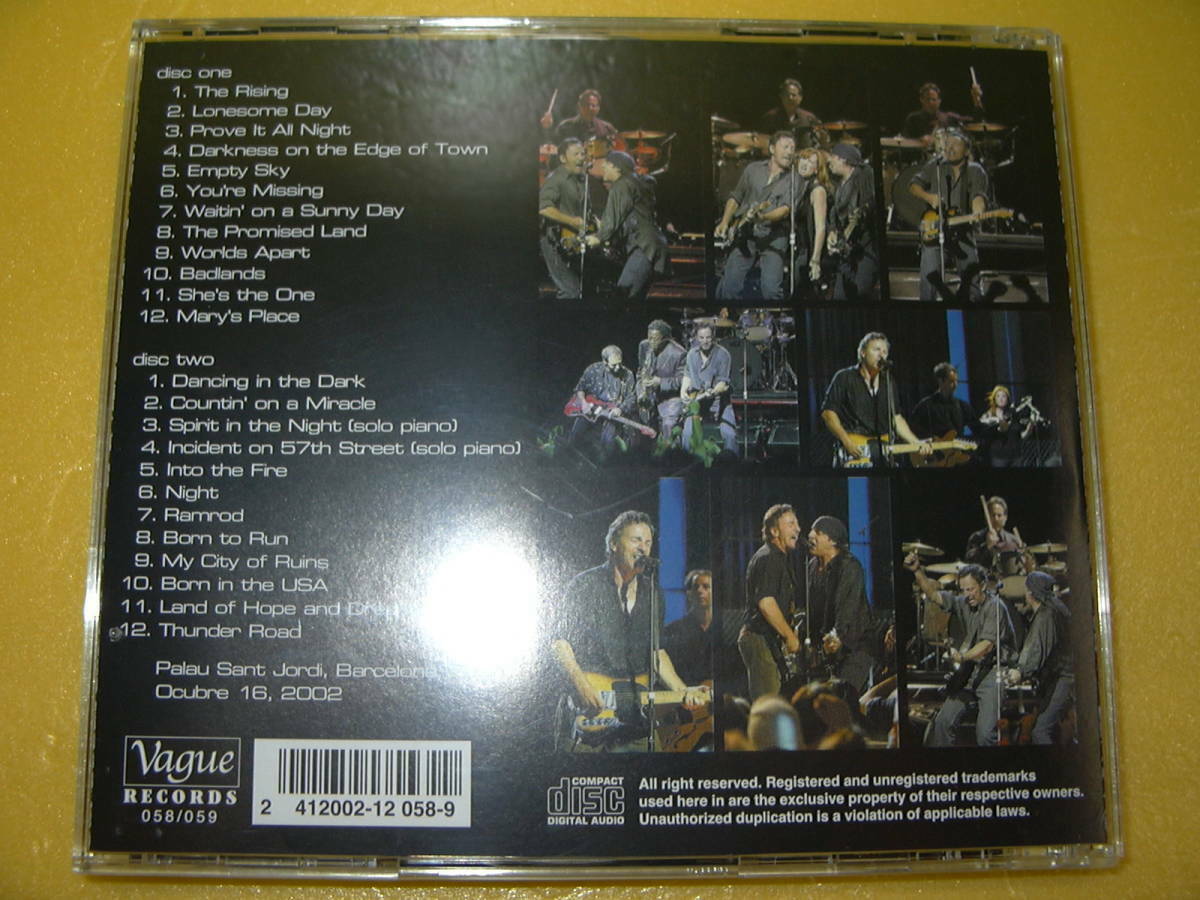 disc one
1. The Rising
2. Lonesome Day
3. Prove It All Night
4. Darkness on the Edge of Town
5. Empty Sky
6. You're Missing
7. Waitin' on a Sunny Day
8. The Promised Land
9. Worlds Apart
10. Badlands
11. She's the One
12. Mary's Place
disc two
1. Dancing in the Dark
2. Countin' on a Miracle
3. Spirit in the Night (solo piano)
4. Incident on 57th Street (solo piano)
5. Into the Fire
6. Night
7. Ramrod
8. Born to Run
9. My City of Ruins
10. Born in the USA
11. Land of Hope and
12. Thunder Road
Palau Sant Jordi, Barcelona
Ocubre 16, 2002
Vague
RECORDS
058/059
2 412002-12 058-9
COMPACT
disc
DIGITAL AUDIO
All right reserved. Registered and unregistered trademarks
used here in are the exclusive property of their respective owners.
Unauthorized duplication is a violation of applicable laws.